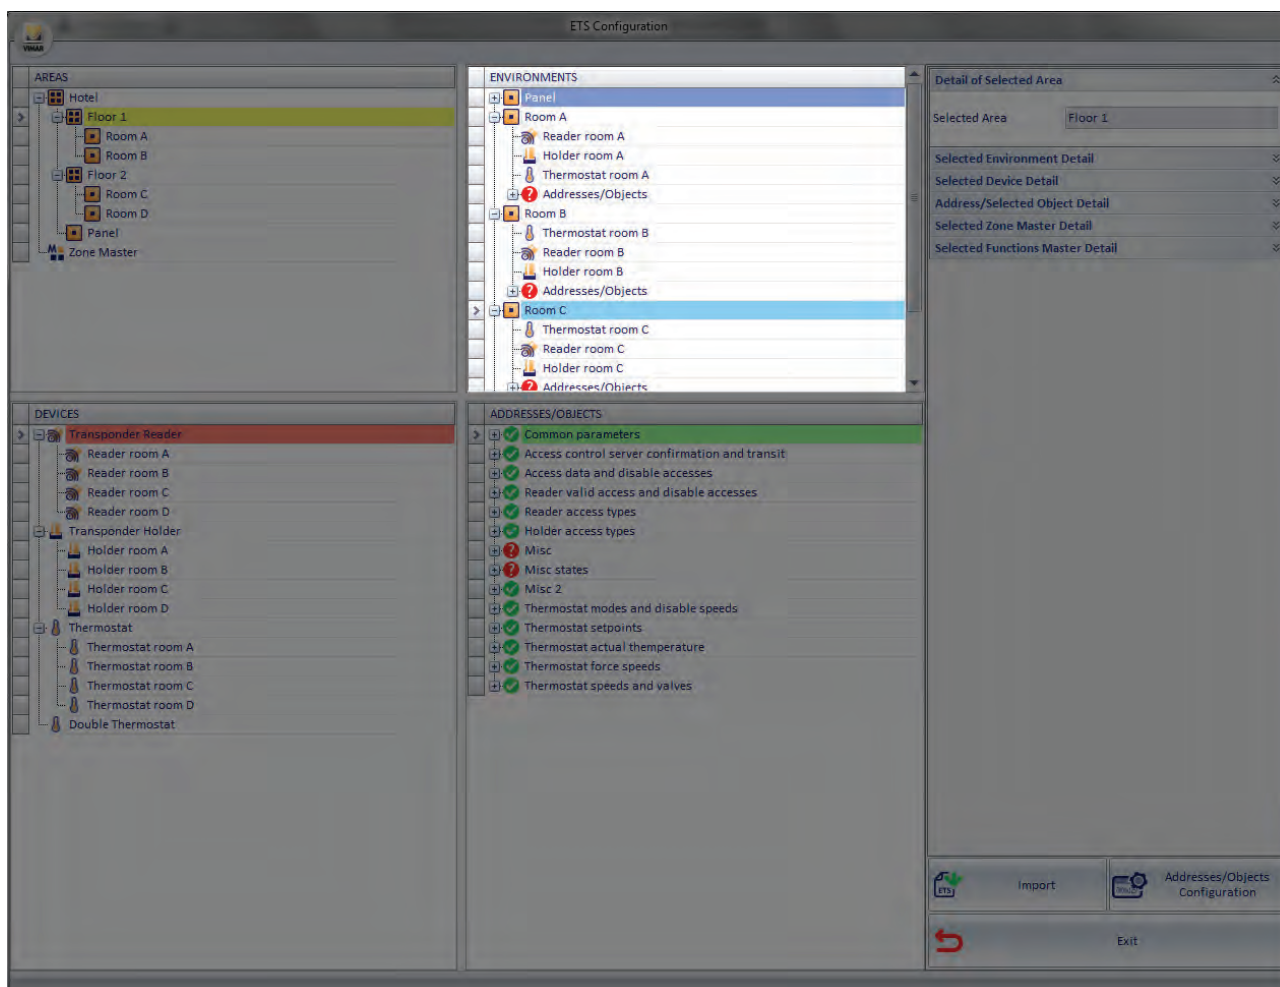 ETS Configuration
VIMAR
AREAS
Hotel
Floor 1
Room A
Room B
Floor 2
Room C
Room D
Panel
Zone Master
ENVIRONMENTS
Panel
Room A
Reader room A
Holder room A
Thermostat room A
Addresses/Objects
Room B
Thermostat room B
Reader room B
Holder room B
Addresses/Objects
Room C
Thermostat room C
Reader room C
Holder room C
Addresses/Objects
Detail of Selected Area
Selected Area Floor 1
Selected Environment Detail
Selected Device Detail
Address/Selected Object Detail
Selected Zone Master Detail
Selected Functions Master Detail
DEVICES
Transponder Reader
Reader room A
Reader room B
Reader room C
Reader room D
Transponder Holder
Holder room A
Holder room B
Holder room C
Holder room D
Thermostat
Thermostat room A
Thermostat room B
Thermostat room C
Thermostat room D
Double Thermostat
ADDRESSES/OBJECTS
Common parameters
Access control server confirmation and transit
Access data and disable accesses
Reader valid access and disable accesses
Reader access types
Holder access types
Misc
Misc states
Misc 2
Thermostat modes and disable speeds
Thermostat setpoints
Thermostat actual themperature
Thermostat force speeds
Thermostat speeds and valves
ETS
Import
Addresses/Objects
Configuration
Exit